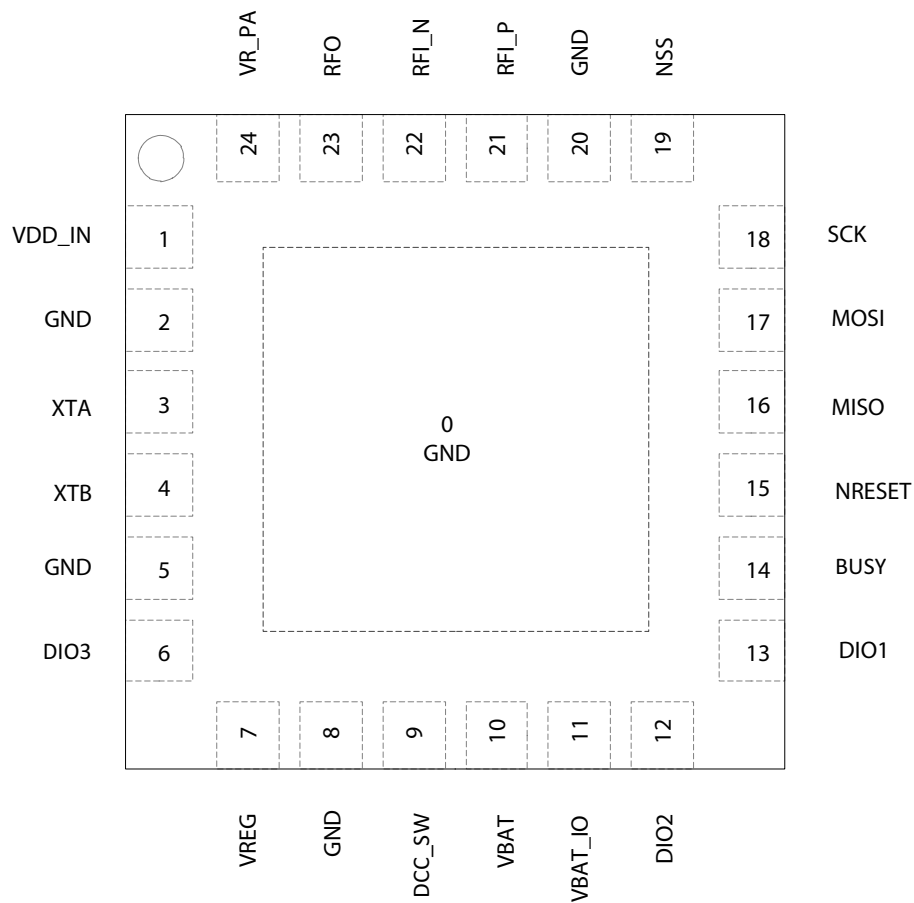 VR_PA
RFO
RFI_N
RFI_P
GND
NSS
24
23
22
21
20
19
VDD_IN 1
18 SCK
GND 2
17 MOSI
XTA 3
16 MISO
0
GND
XTB 4
15 NRESET
GND 5
14 BUSY
DIO3 6
13 DIO1
7
8
9
10
11
12
VREG
GND
DCC_SW
VBAT
VBAT_IO
DIO2